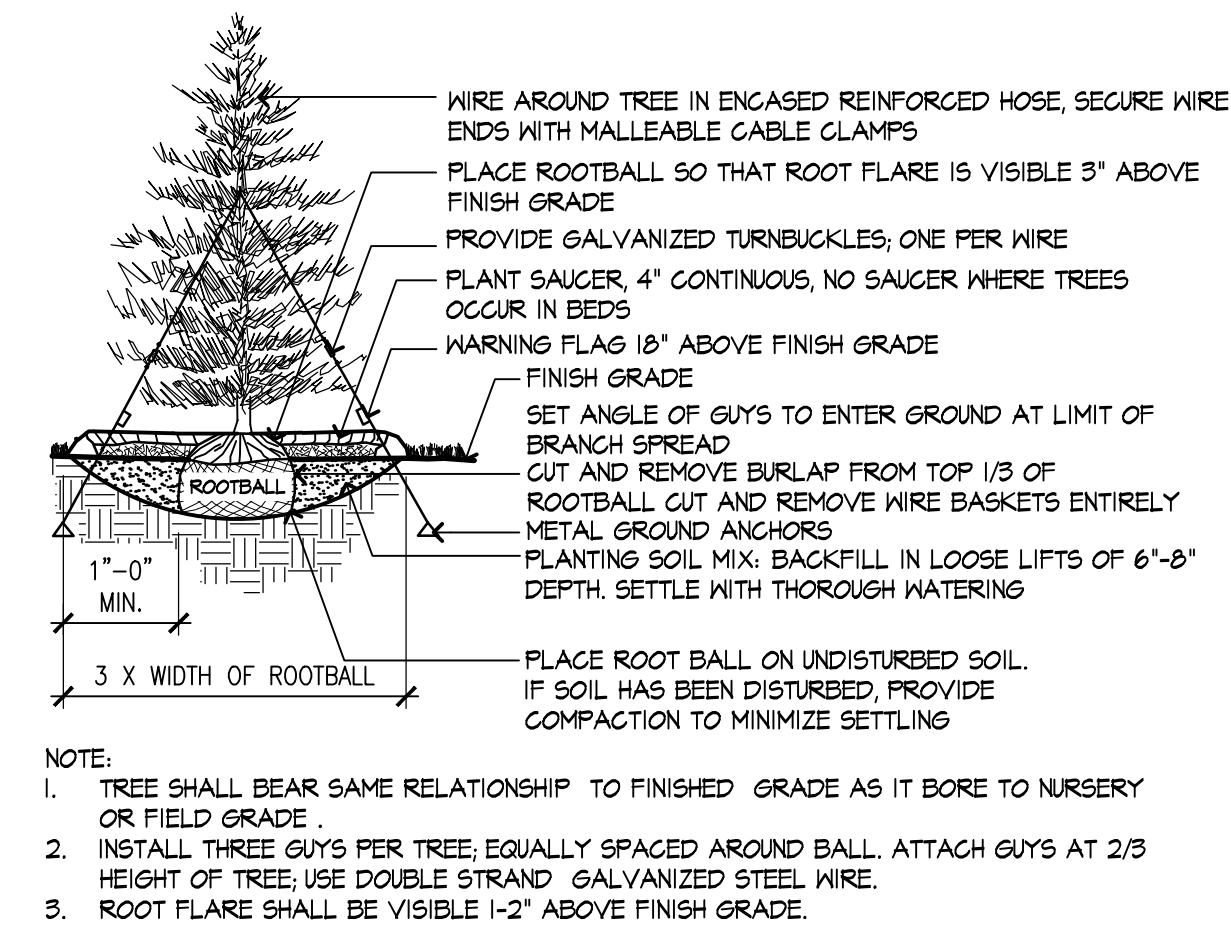 WIRE AROUND TREE IN ENCASED REINFORCED HOSE, SECURE WIRE
ENDS WITH MALLEABLE CABLE CLAMPS
PLACE ROOTBALL SO THAT ROOT FLARE IS VISIBLE 3" ABOVE
FINISH GRADE
PROVIDE GALVANIZED TURNBUCKLES; ONE PER WIRE
PLANT SAUCER, 4" CONTINUOUS, NO SAUCER WHERE TREES
OCCUR IN BEDS
WARNING FLAG 18" ABOVE FINISH GRADE
FINISH GRADE
SET ANGLE OF GUYS TO ENTER GROUND AT LIMIT OF
BRANCH SPREAD
CUT AND REMOVE BURLAP FROM TOP 1/3 OF
ROOTBALL CUT AND REMOVE WIRE BASKETS ENTIRELY
METAL GROUND ANCHORS
PLANTING SOIL MIX: BACKFILL IN LOOSE LIFTS OF 6"-8"
DEPTH. SETTLE WITH THOROUGH WATERING
PLACE ROOT BALL ON UNDISTURBED SOIL.
IF SOIL HAS BEEN DISTURBED, PROVIDE
COMPACTION TO MINIMIZE SETTLING
ROOTBALL
1"-0"
MIN.
3 X WIDTH OF ROOTBALL
NOTE:
1. TREE SHALL BEAR SAME RELATIONSHIP TO FINISHED GRADE AS IT BORE TO NURSERY
OR FIELD GRADE .
2. INSTALL THREE GUYS PER TREE; EQUALLY SPACED AROUND BALL. ATTACH GUYS AT 2/3
HEIGHT OF TREE; USE DOUBLE STRAND GALVANIZED STEEL WIRE.
3. ROOT FLARE SHALL BE VISIBLE 1-2" ABOVE FINISH GRADE.